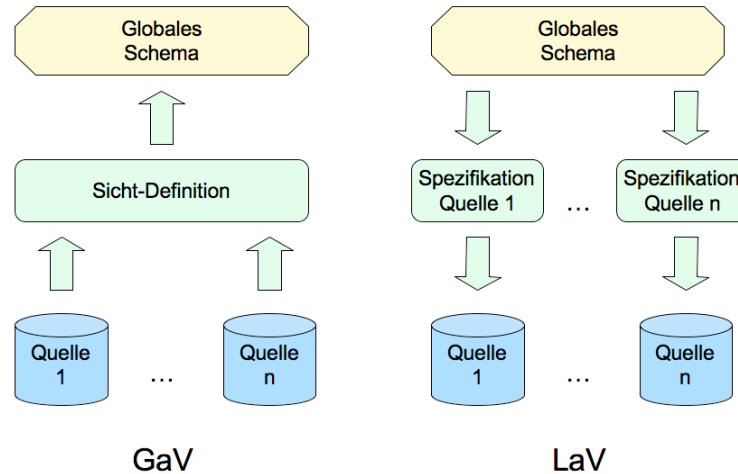 Globales
Schema
Sicht-Definition
Quelle
1
...
Quelle
n
GaV
Globales
Schema
Spezifikation
Quelle 1
...
Spezifikation
Quelle n
Quelle
1
...
Quelle
n
LaV